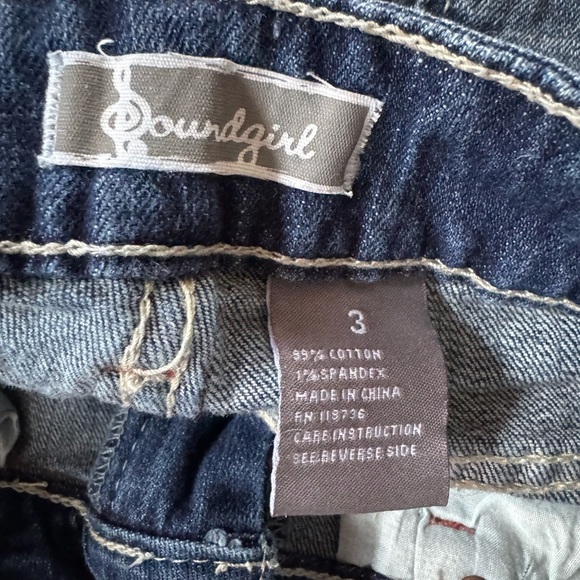 Soundgirl
3
99% COTTON
1% SPANDEX
MADE IN CHINA
RN 118736
CARE INSTRUCTION
SEE REVERSE SIDE